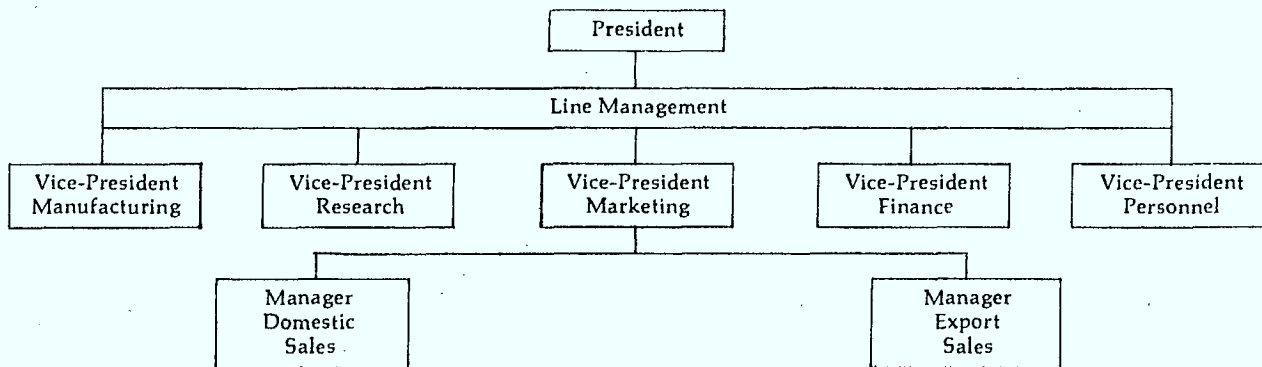 President
Line Management
Vice-President
Manufacturing
Vice-President
Research
Vice-President
Marketing
Vice-President
Finance
Vice-President
Personnel
Manager
Domestic
Sales
Manager
Export
Sales